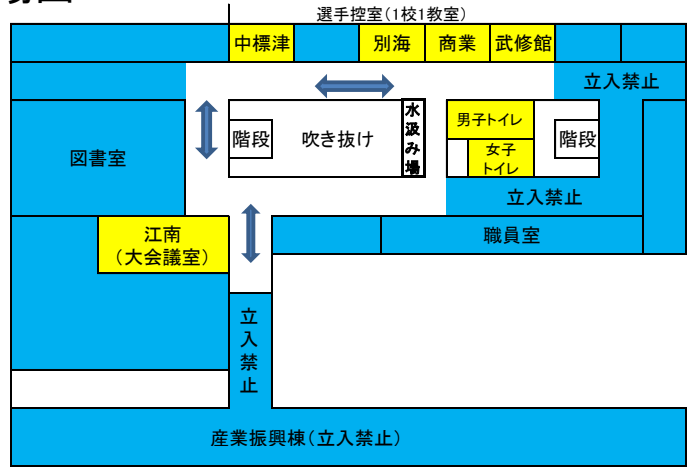 選手控室（1校1教室）
中標津
別海
商業
武修館
立入禁止
水汲み場
男子トイレ
階段
吹き抜け
階段
女子
トイレ
図書室
立入禁止
江南
（大会議室）
職員室
立入禁止
産業振興棟（立入禁止）